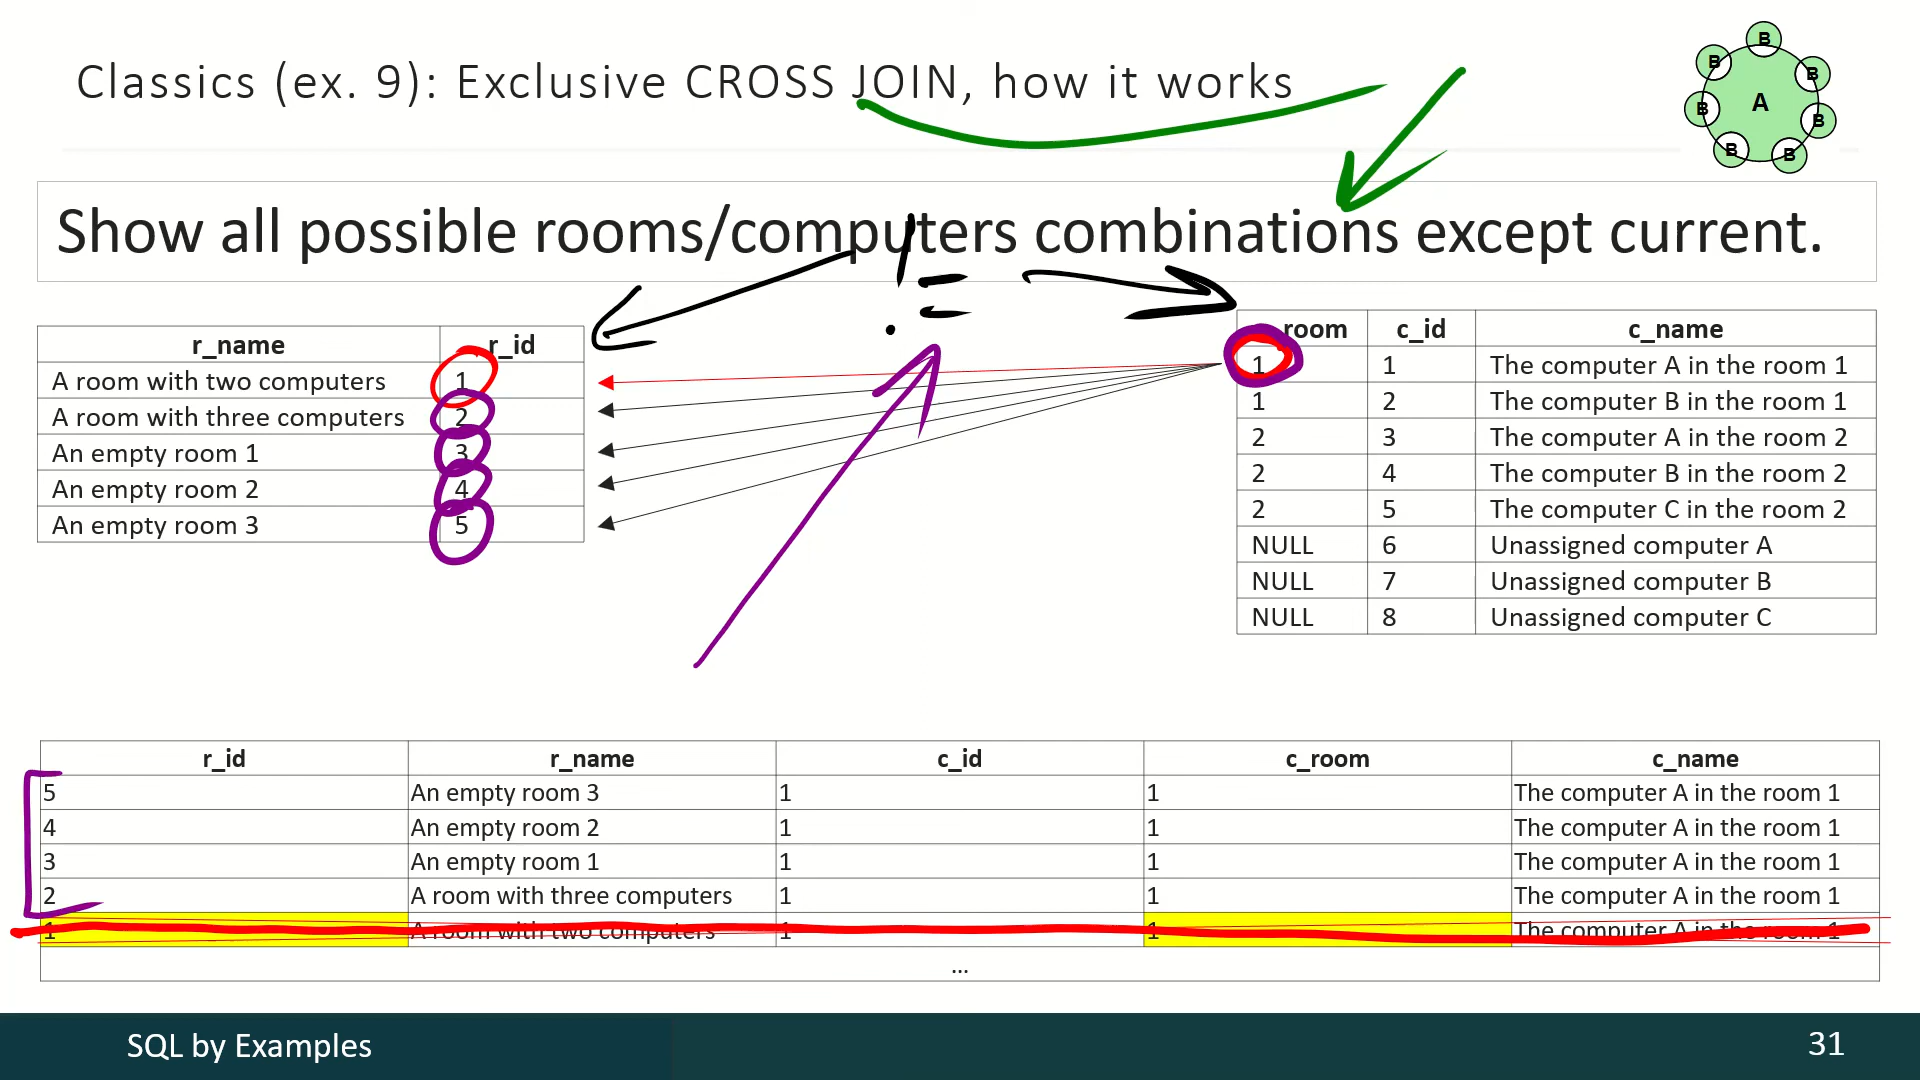 Classics (ex. 9): Exclusive CROSS JOIN, how it works
B
B B
B A B
B B
Show all possible rooms/computers combinations except current.
!=
r_name r_id
A room with two computers 1
A room with three computers 2
An empty room 1 3
An empty room 2 4
An empty room 3 5
room c_id c_name
1 1 The computer A in the room 1
1 2 The computer B in the room 1
2 3 The computer A in the room 2
2 4 The computer B in the room 2
2 5 The computer C in the room 2
NULL 6 Unassigned computer A
NULL 7 Unassigned computer B
NULL 8 Unassigned computer C
r_id r_name c_id c_room c_name
5 An empty room 3 1 1 The computer A in the room 1
4 An empty room 2 1 1 The computer A in the room 1
3 An empty room 1 1 1 The computer A in the room 1
2 A room with three computers 1 1 The computer A in the room 1
1 A room with two computers 1 1 The computer A in the room 1
...
SQL by Examples 31